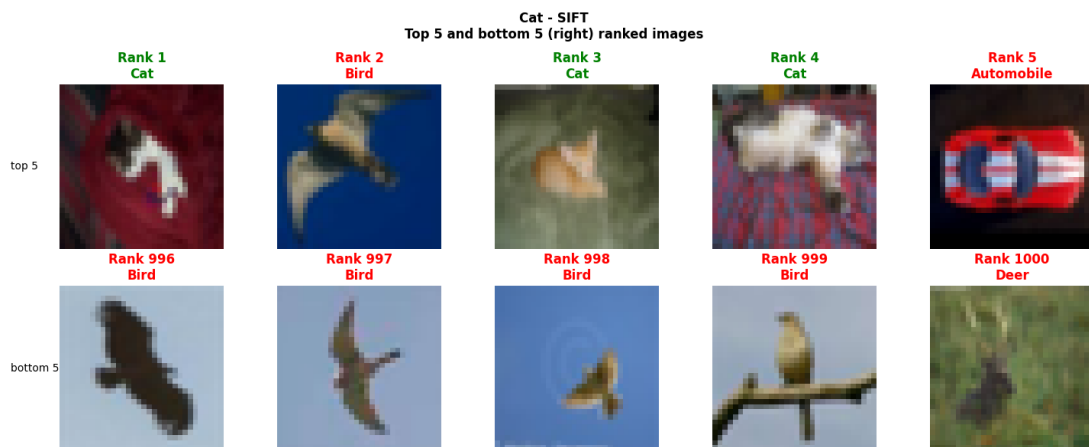 Cat - SIFT
Top 5 and bottom 5 (right) ranked images
Rank 1
Cat
Rank 2
Bird
Rank 3
Cat
Rank 4
Cat
Rank 5
Automobile
top 5
Rank 996
Bird
Rank 997
Bird
Rank 998
Bird
Rank 999
Bird
Rank 1000
Deer
bottom 5